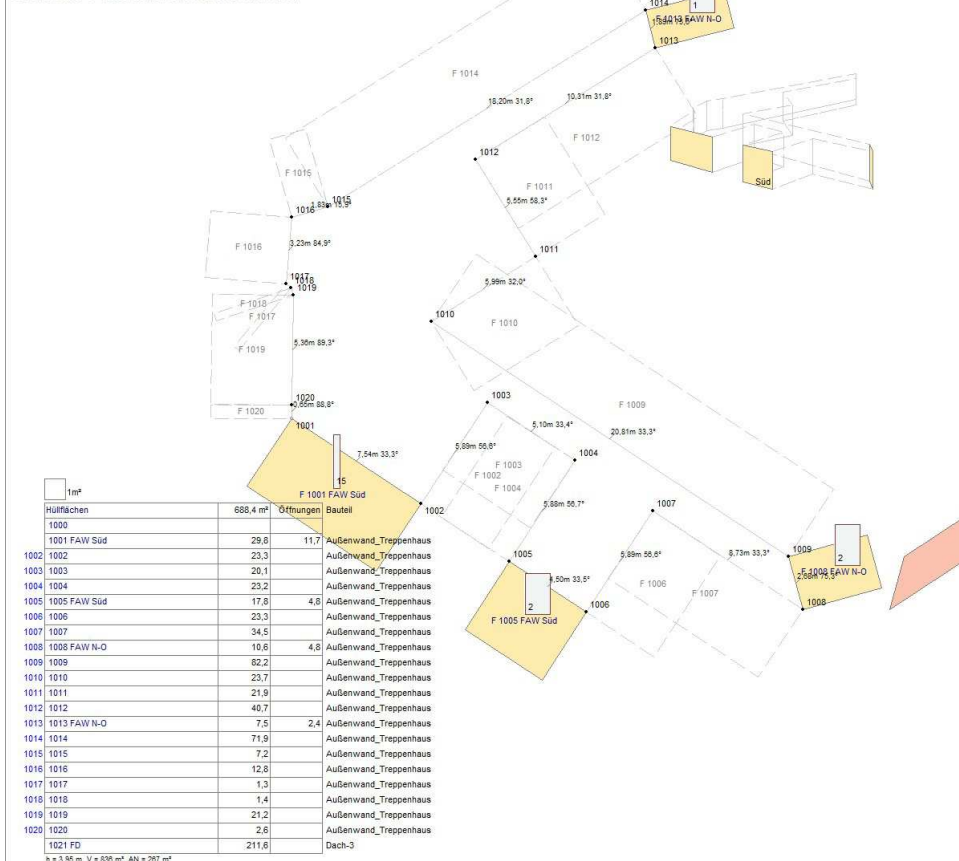 1014
1
F 1013 FAW N-O
1013
F 1014
18,20m 31,8°
10,31m 31,8°
F 1012
1012
F 1015
F 1011
5,55m 58,3°
Süd
1015
1016
F 1016
3,23m 84,9°
1011
1017
1018
1019
5,99m 32,0°
F 1018
F 1017
1010
F 1010
F 1019
5,36m 89,3°
1020
0,65m 88,8°
F 1020
1003
F 1009
1001
5,10m 33,4°
20,81m 33,3°
7,54m 33,3°
5,89m 56,6°
1004
F 1003
F 1002
15
F 1004
F 1001 FAW Süd
1002
5,88m 56,7°
1007
1m²
5,89m 56,6°
8,73m 33,3°
1009
2
F 1008 FAW N-O
1005
4,50m 33,5°
F 1006
F 1007
2
1006
1008
F 1005 FAW Süd
Hüllflächen 688,4 m² Öffnungen Bauteil
1000
1001 FAW Süd 29,8 11,7 Außenwand_Treppenhaus
1002 1002 23,3 Außenwand_Treppenhaus
1003 1003 20,1 Außenwand_Treppenhaus
1004 1004 23,2 Außenwand_Treppenhaus
1005 1005 FAW Süd 17,8 4,8 Außenwand_Treppenhaus
1006 1006 23,3 Außenwand_Treppenhaus
1007 1007 34,5 Außenwand_Treppenhaus
1008 1008 FAW N-O 10,6 4,8 Außenwand_Treppenhaus
1009 1009 82,2 Außenwand_Treppenhaus
1010 1010 23,7 Außenwand_Treppenhaus
1011 1011 21,9 Außenwand_Treppenhaus
1012 1012 40,7 Außenwand_Treppenhaus
1013 1013 FAW N-O 7,5 2,4 Außenwand_Treppenhaus
1014 1014 71,9 Außenwand_Treppenhaus
1015 1015 7,2 Außenwand_Treppenhaus
1016 1016 12,8 Außenwand_Treppenhaus
1017 1017 1,3 Außenwand_Treppenhaus
1018 1018 1,4 Außenwand_Treppenhaus
1019 1019 21,2 Außenwand_Treppenhaus
1020 1020 2,6 Außenwand_Treppenhaus
1021 FD 211,6 Dach-3
h = 3,95 m, V = 836 m³, AN = 267 m²